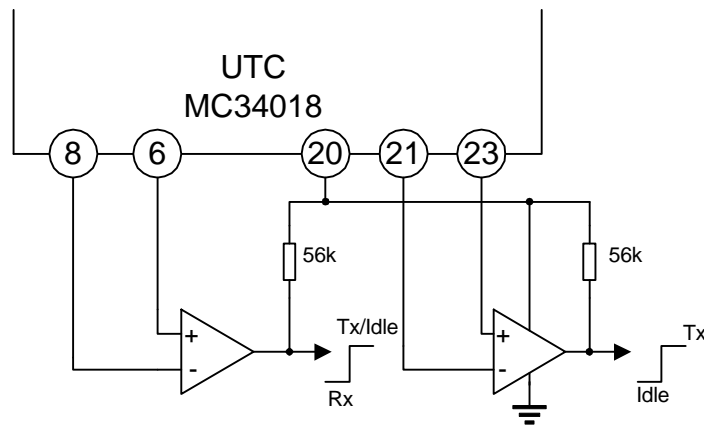 UTC
MC34018
8 6 20 21 23
56k 56k
+ Tx/Idle + Tx
- -
Rx Idle